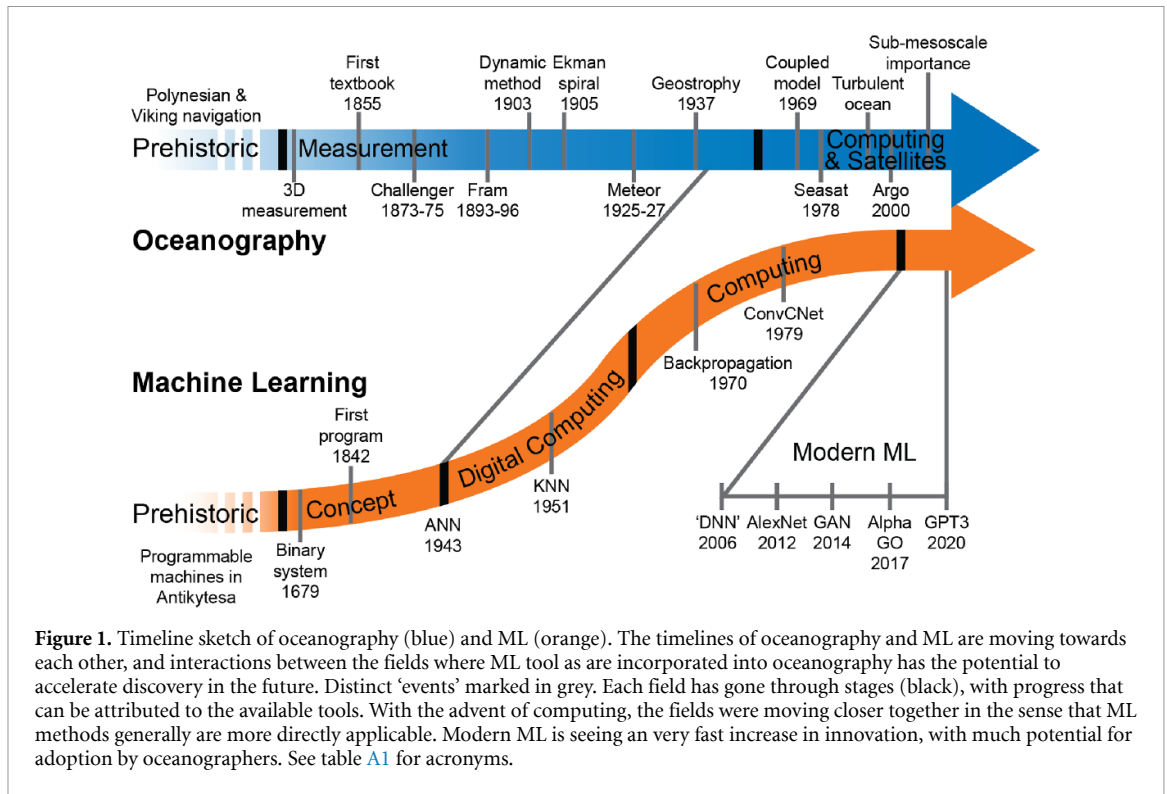 Sub-mesoscale
importance
First
textbook
1855
Dynamic
method
1903
Ekman
spiral
1905
Geostrophy
1937
Coupled
model
1969
Turbulent
ocean
Polynesian &
Viking navigation
Prehistoric
Measurement
Computing
& Satellites
3D
measurement
Challenger
1873-75
Fram
1893-96
Meteor
1925-27
Seasat
1978
Argo
2000
Oceanography
Computing
ConvCNet
1979
Backpropagation
1970
Machine Learning
Digital Computing
First
program
1842
KNN
1951
Modern ML
Prehistoric
Concept
ANN
1943
'DNN'
2006
AlexNet
2012
GAN
2014
Alpha
GO
2017
GPT3
2020
Programmable
machines in
Antikytesa
Binary
system
1679
Figure 1. Timeline sketch of oceanography (blue) and ML (orange). The timelines of oceanography and ML are moving towards
each other, and interactions between the fields where ML tool as are incorporated into oceanography has the potential to
accelerate discovery in the future. Distinct 'events' marked in grey. Each field has gone through stages (black), with progress that
can be attributed to the available tools. With the advent of computing, the fields were moving closer together in the sense that ML
methods generally are more directly applicable. Modern ML is seeing an very fast increase in innovation, with much potential for
adoption by oceanographers. See table A1 for acronyms.